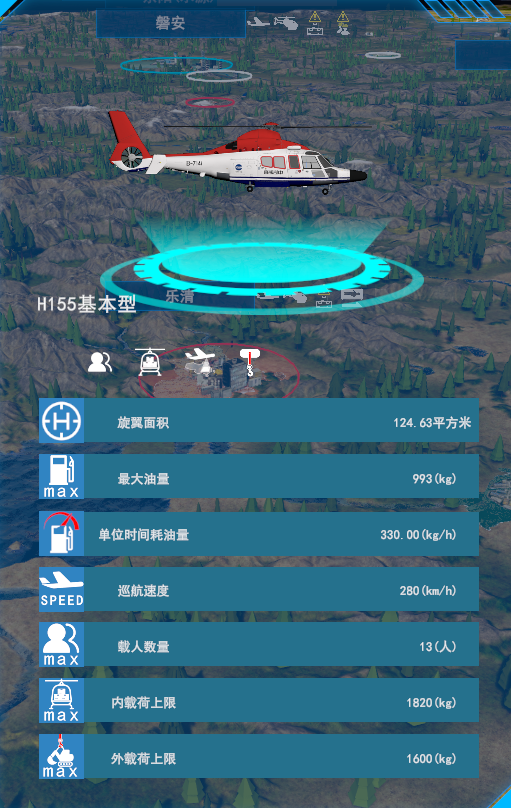 磐安
B-7141
乐清
H155基本型
H
旋翼面积
124.63平方米
max
最大油量
993(kg)
单位时间耗油量
330.00(kg/h)
SPEED
巡航速度
280(km/h)
max
载人数量
13(人)
max
内载荷上限
1820(kg)
max
外载荷上限
1600(kg)